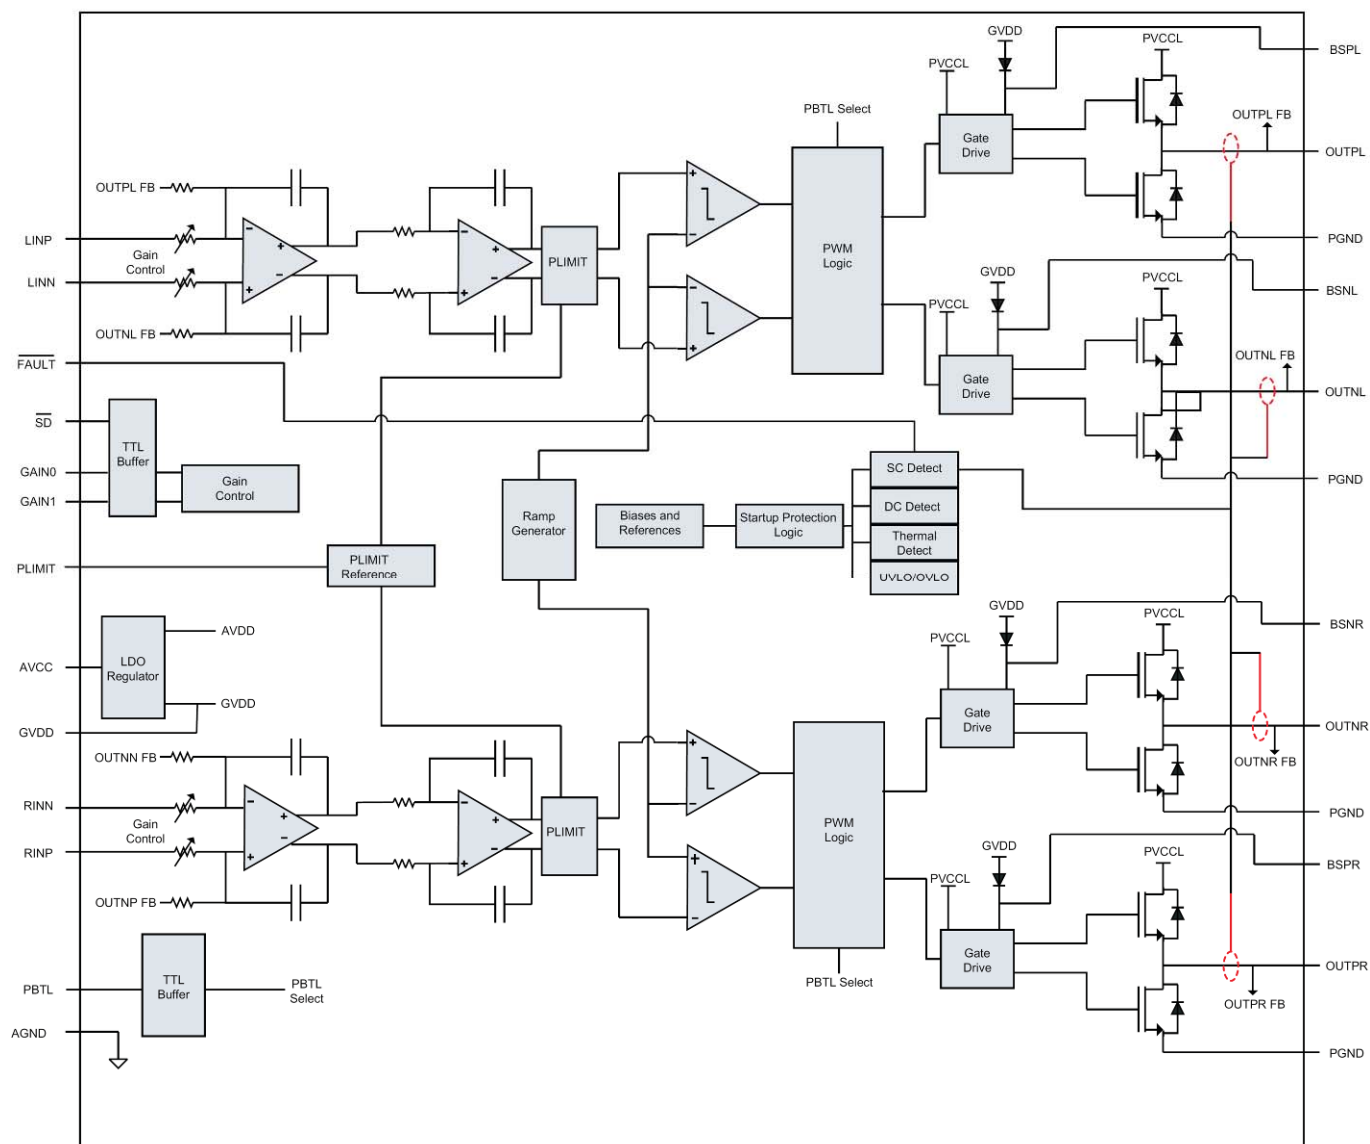 GVDD
PVCCL
BSPL
PVCCL
PBTL Select
OUTPL FB
Gate
Drive
OUTPL
OUTPL FB
+
-
LINP
Gain
Control
LINN
PLIMIT
PWM
Logic
PGND
GVDD
PVCCL
BSNL
PVCCL
OUTNL FB
FAULT
OUTNL FB
Gate
Drive
OUTNL
SD
TTL
Buffer
GAIN0
GAIN1
Gain
Control
SC Detect
PGND
Ramp
Generator
Biases and
References
Startup Protection
Logic
DC Detect
Thermal
Detect
UVLO/OVLO
PLIMIT
PLIMIT
Reference
GVDD
PVCCL
BSNR
AVDD
PVCCL
AVCC
LDO
Regulator
GVDD
GVDD
Gate
Drive
OUTNR
OUTNN FB
OUTNR FB
RINN
Gain
Control
RINP
PLIMIT
PWM
Logic
PGND
GVDD
PVCCL
BSPR
PVCCL
OUTNP FB
Gate
Drive
OUTPR
PBTL
TTL
Buffer
PBTL
Select
PBTL Select
OUTPR FB
AGND
PGND